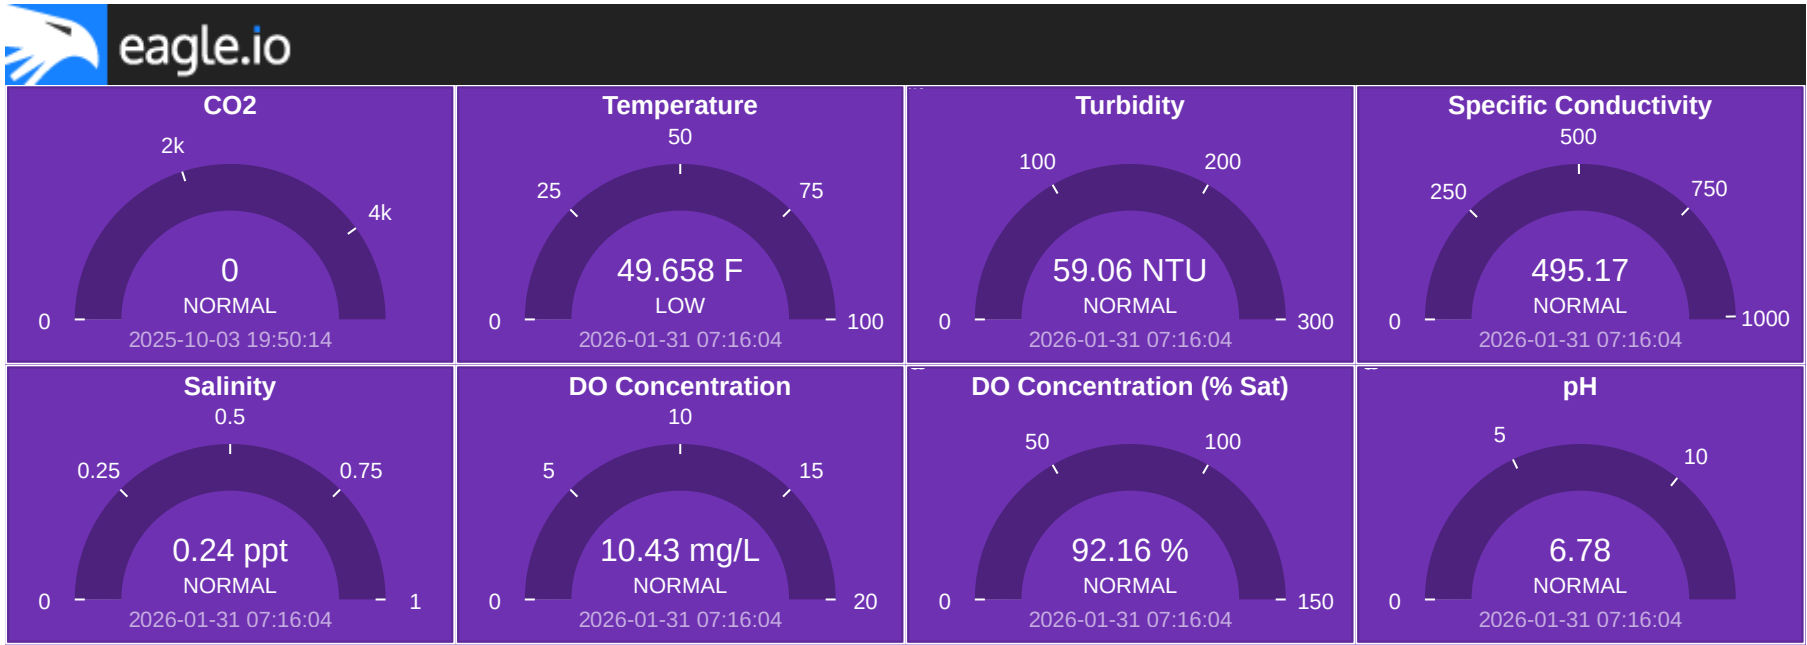 eagle.io
CO2
2k
4k
0
0
NORMAL
2025-10-03 19:50:14
Temperature
50
25
75
49.658 F
LOW
0
100
2026-01-31 07:16:04
Turbidity
100
200
59.06 NTU
NORMAL
0
300
2026-01-31 07:16:04
Specific Conductivity
500
250
750
495.17
NORMAL
0
1000
2026-01-31 07:16:04
Salinity
0.5
0.25
0.75
0.24 ppt
NORMAL
0
1
2026-01-31 07:16:04
DO Concentration
10
5
15
10.43 mg/L
NORMAL
0
20
2026-01-31 07:16:04
DO Concentration (% Sat)
50
100
92.16 %
NORMAL
0
150
2026-01-31 07:16:04
pH
5
10
6.78
NORMAL
0
2026-01-31 07:16:04